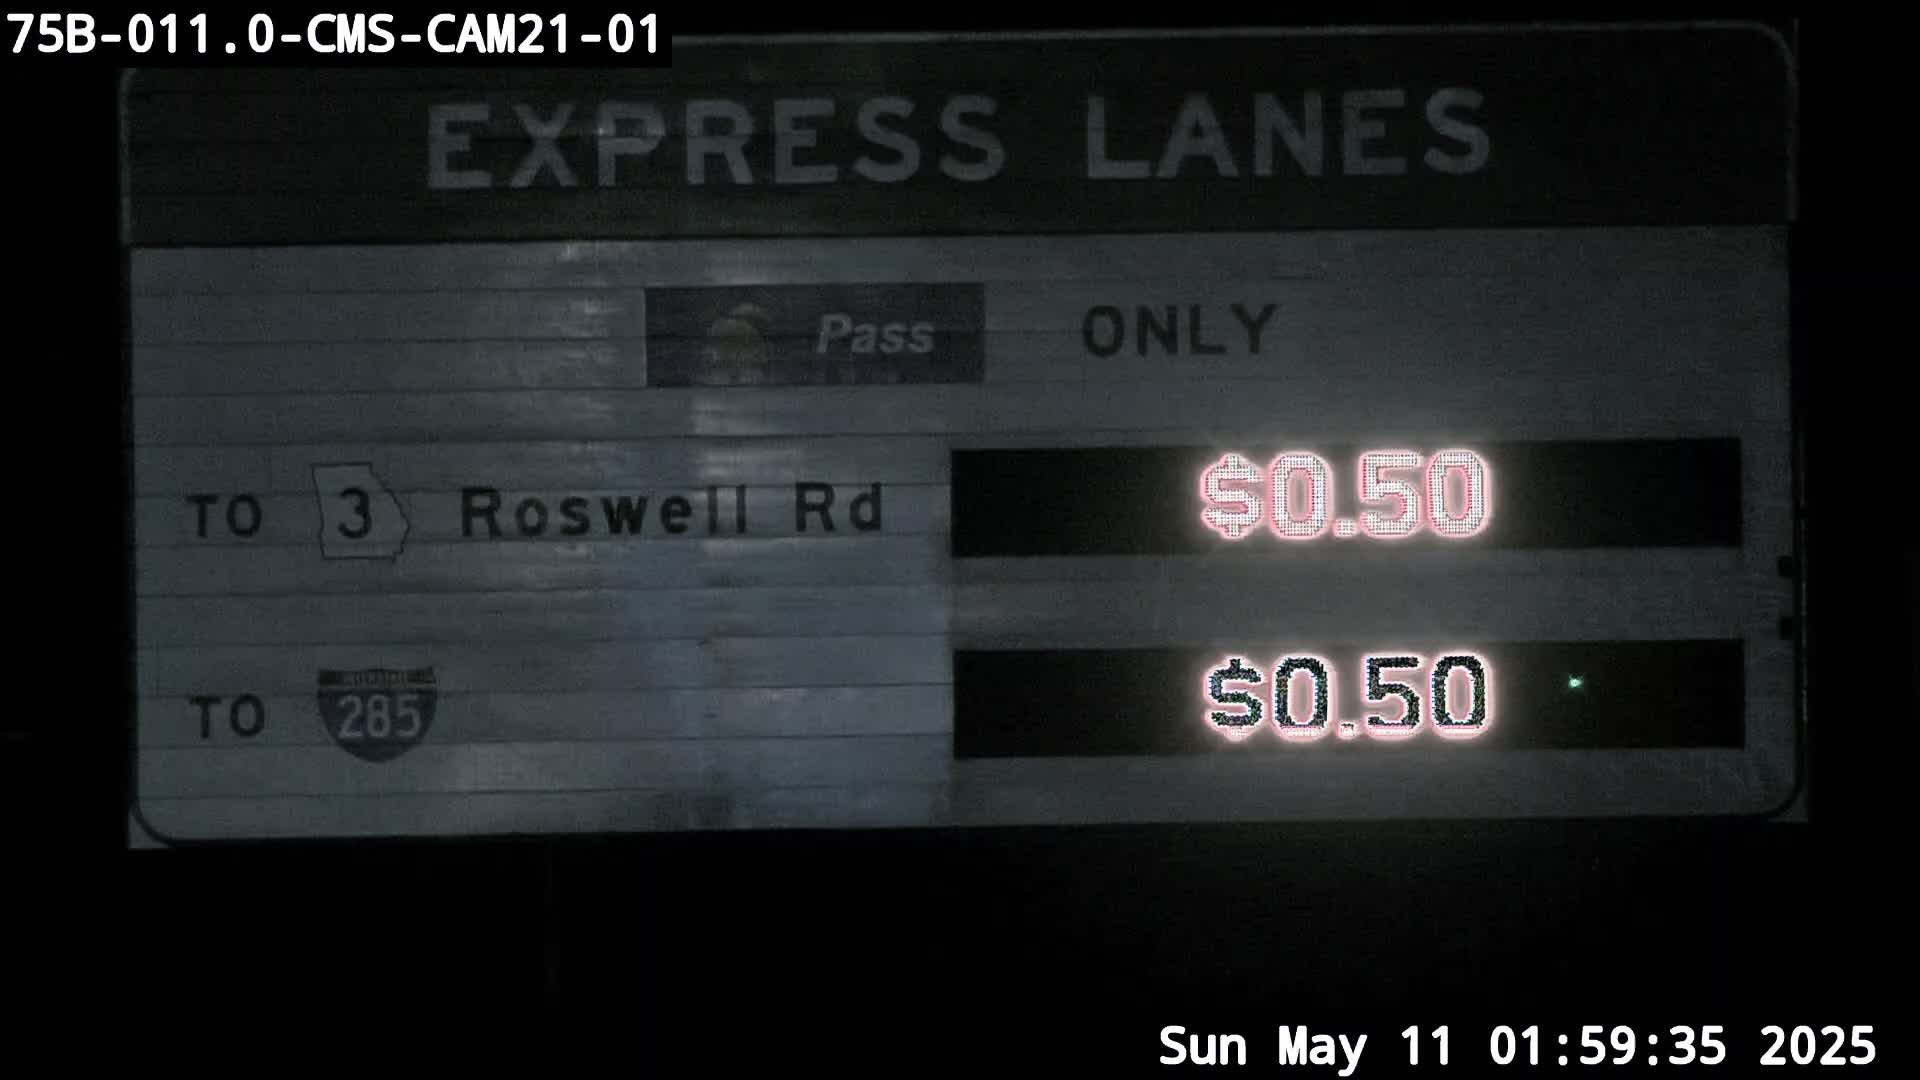 75B-011.0-CMS-CAM21-01
EXPRESS LANES
Pass ONLY
TO 3 Roswell Rd $0.50
TO 285 $0.50
Sun May 11 01:59:35 2025